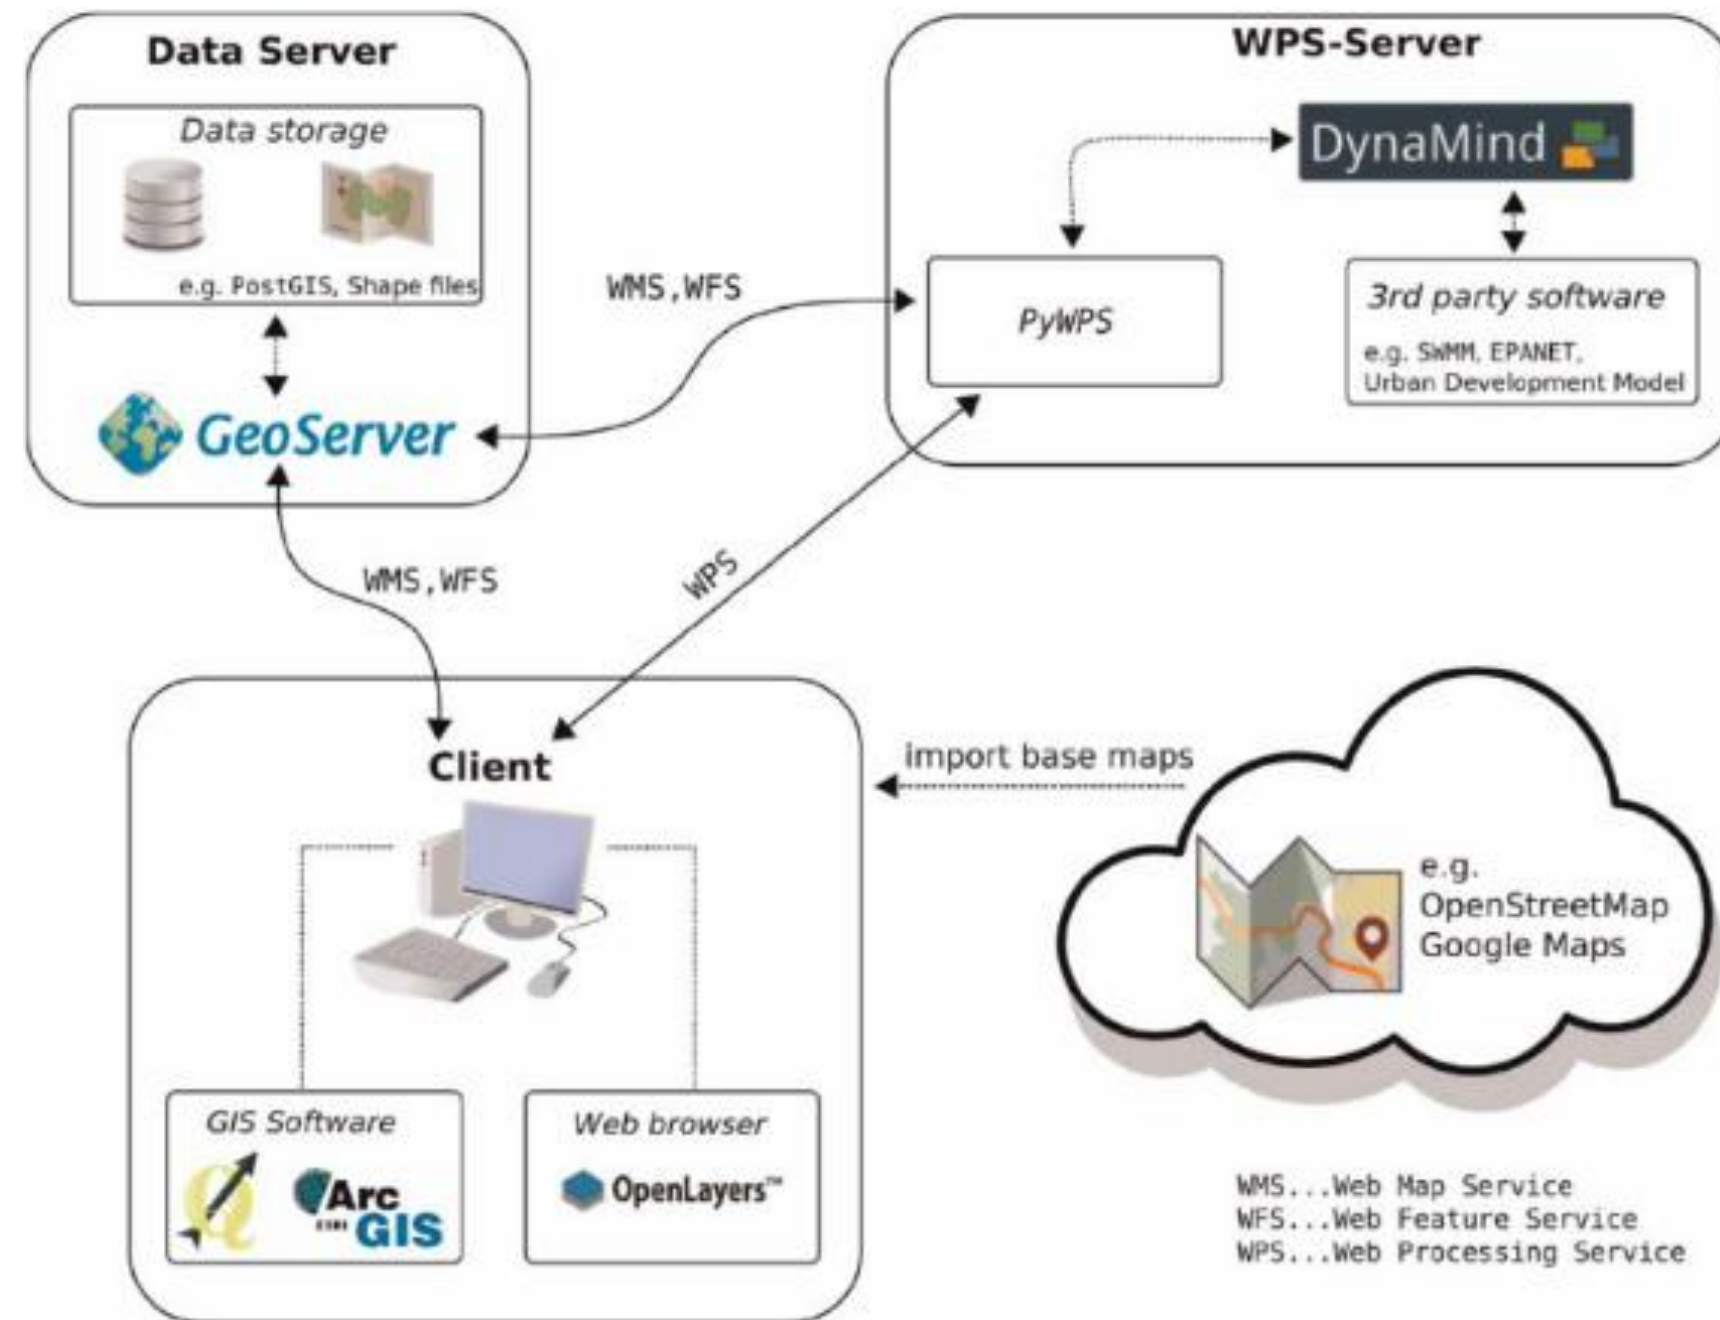 Data Server
Data storage
e.g. PostGIS, Shape files
GeoServer
WMS,WFS
WPS-Server
DynaMind
PyWPS
3rd party software
e.g. SWMM, EPANET,
Urban Development Model
WMS,WFS
WPS
Client
GIS Software
Q
Arc
ESRI GIS
Web browser
OpenLayers™
import base maps
e.g.
OpenStreetMap
Google Maps
WMS...Web Map Service
WFS...Web Feature Service
WPS...Web Processing Service